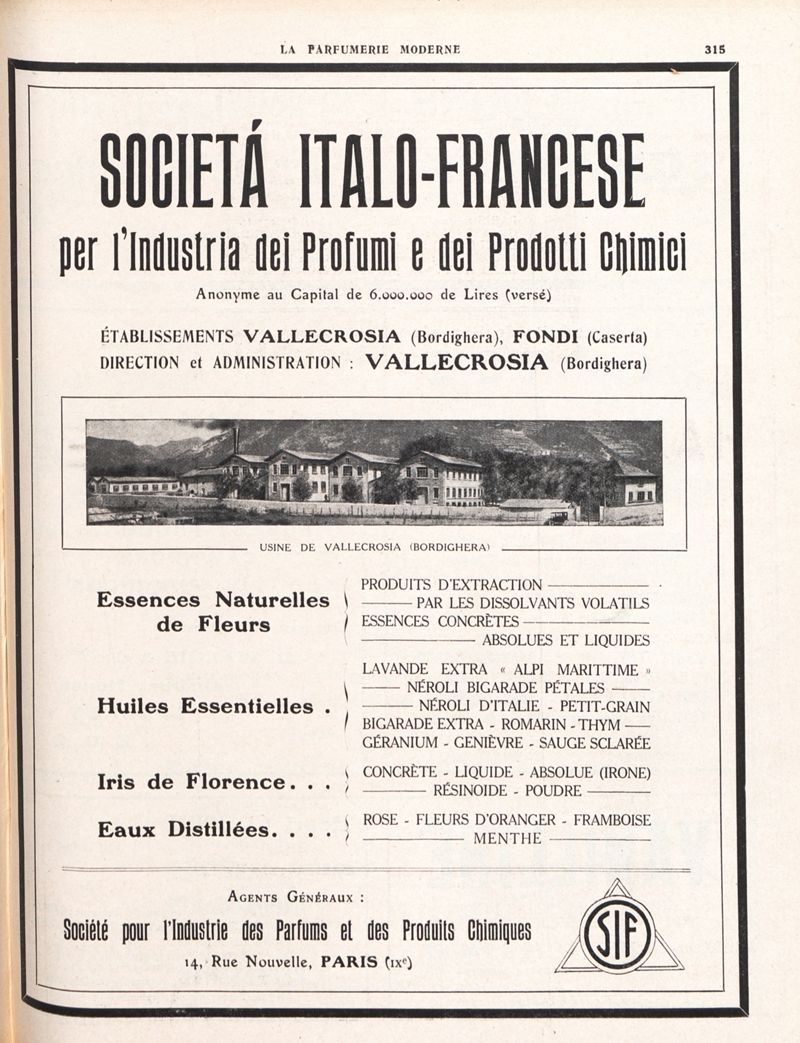 LA PARFUMERIE MODERNE
315
SOCIETÁ ITALO-FRANCESE
per l'Industria dei Profumi e dei Prodotti Chimici
Anonyme au Capital de 6.000.000 de Lires (versé)
ÉTABLISSEMENTS VALLECROSIA (Bordighera), FONDI (Caserta)
DIRECTION et ADMINISTRATION : VALLECROSIA (Bordighera)
USINE DE VALLECROSIA (BORDIGHERA)
Essences Naturelles
de Fleurs
PRODUITS D'EXTRACTION
PAR LES DISSOLVANTS VOLATILS
ESSENCES CONCRÈTES
ABSOLUES ET LIQUIDES
Huiles Essentielles .
LAVANDE EXTRA « ALPI MARITTIME »
NÉROLI BIGARADE PÉTALES
NÉROLI D'ITALIE - PETIT-GRAIN
BIGARADE EXTRA - ROMARIN - THYM
GÉRANIUM - GENIÈVRE - SAUGE SCLARÉE
Iris de Florence. . .
CONCRÈTE - LIQUIDE - ABSOLUE (IRONE)
RÉSINOIDE - POUDRE
Eaux Distillées. . . .
ROSE - FLEURS D'ORANGER - FRAMBOISE
MENTHE
AGENTS GÉNÉRAUX :
Société pour l'Industrie des Parfums et des Produits Chimiques
14, Rue Nouvelle, PARIS (IXe)
SIF